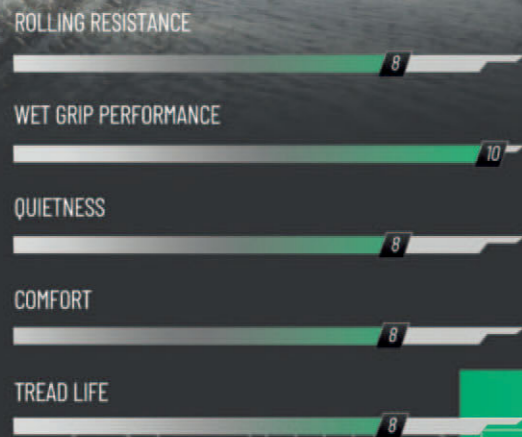 ROLLING RESISTANCE
8
WET GRIP PERFORMANCE
10
QUIETNESS
8
COMFORT
8
TREAD LIFE
8